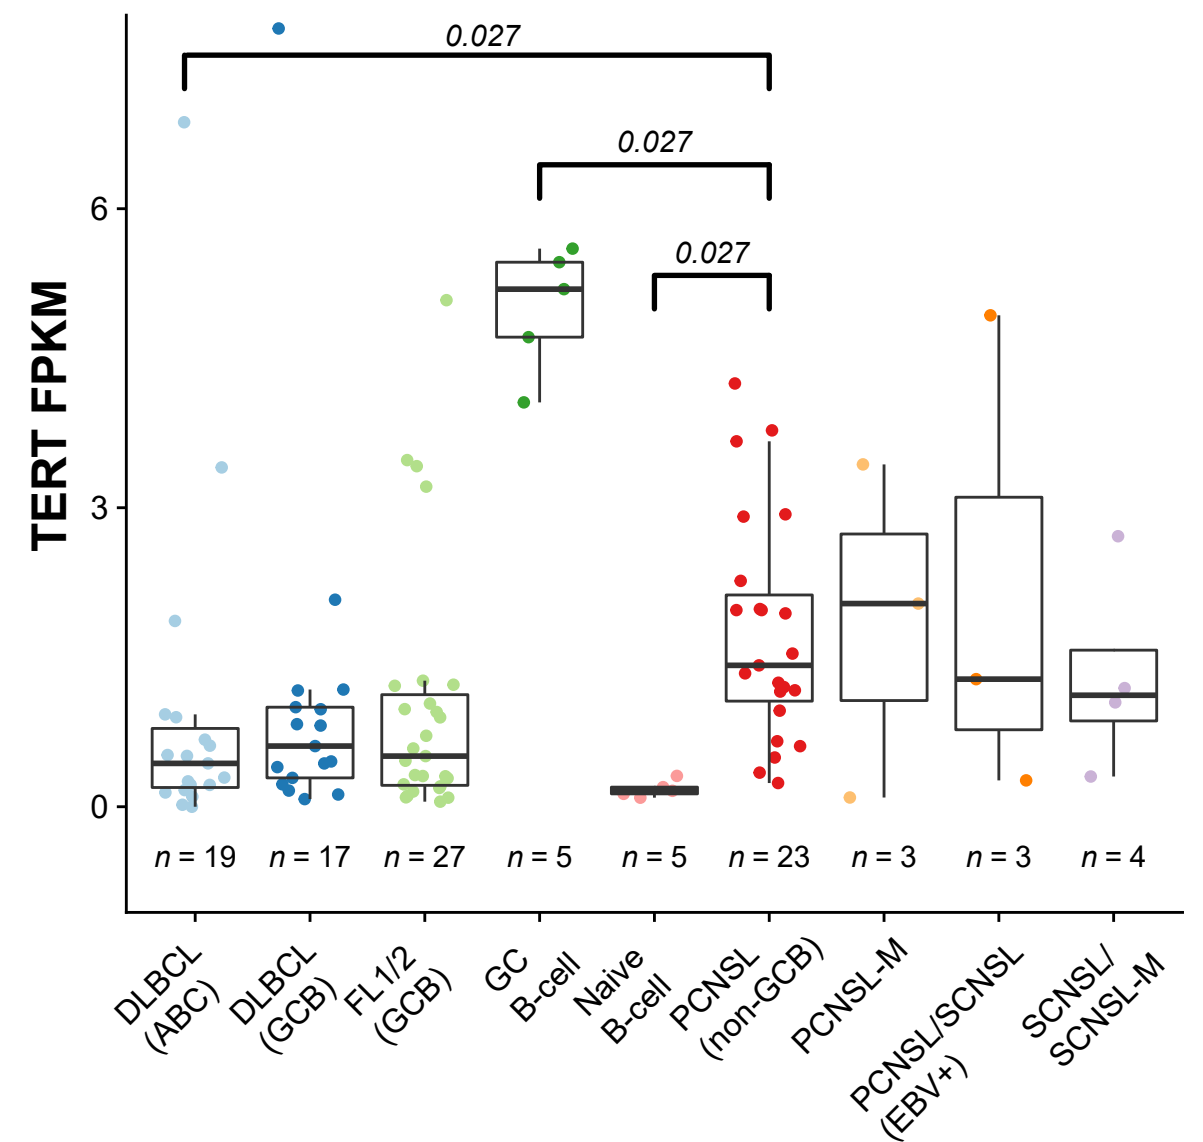 0.027
0.027
0.027
TERT FPKM
6
3
0
n = 19
n = 17
n = 27
n = 5
n = 5
n = 23
n = 3
n = 3
n = 4
DLBCL
(ABC)
DLBCL
(GCB)
FL1/2
(GCB)
GC
B-cell
Naive
B-cell
PCNSL
(non-GCB)
PCNSL-M
PCNSL/SCNSL
(EBV+)
SCNSL/
SCNSL-M